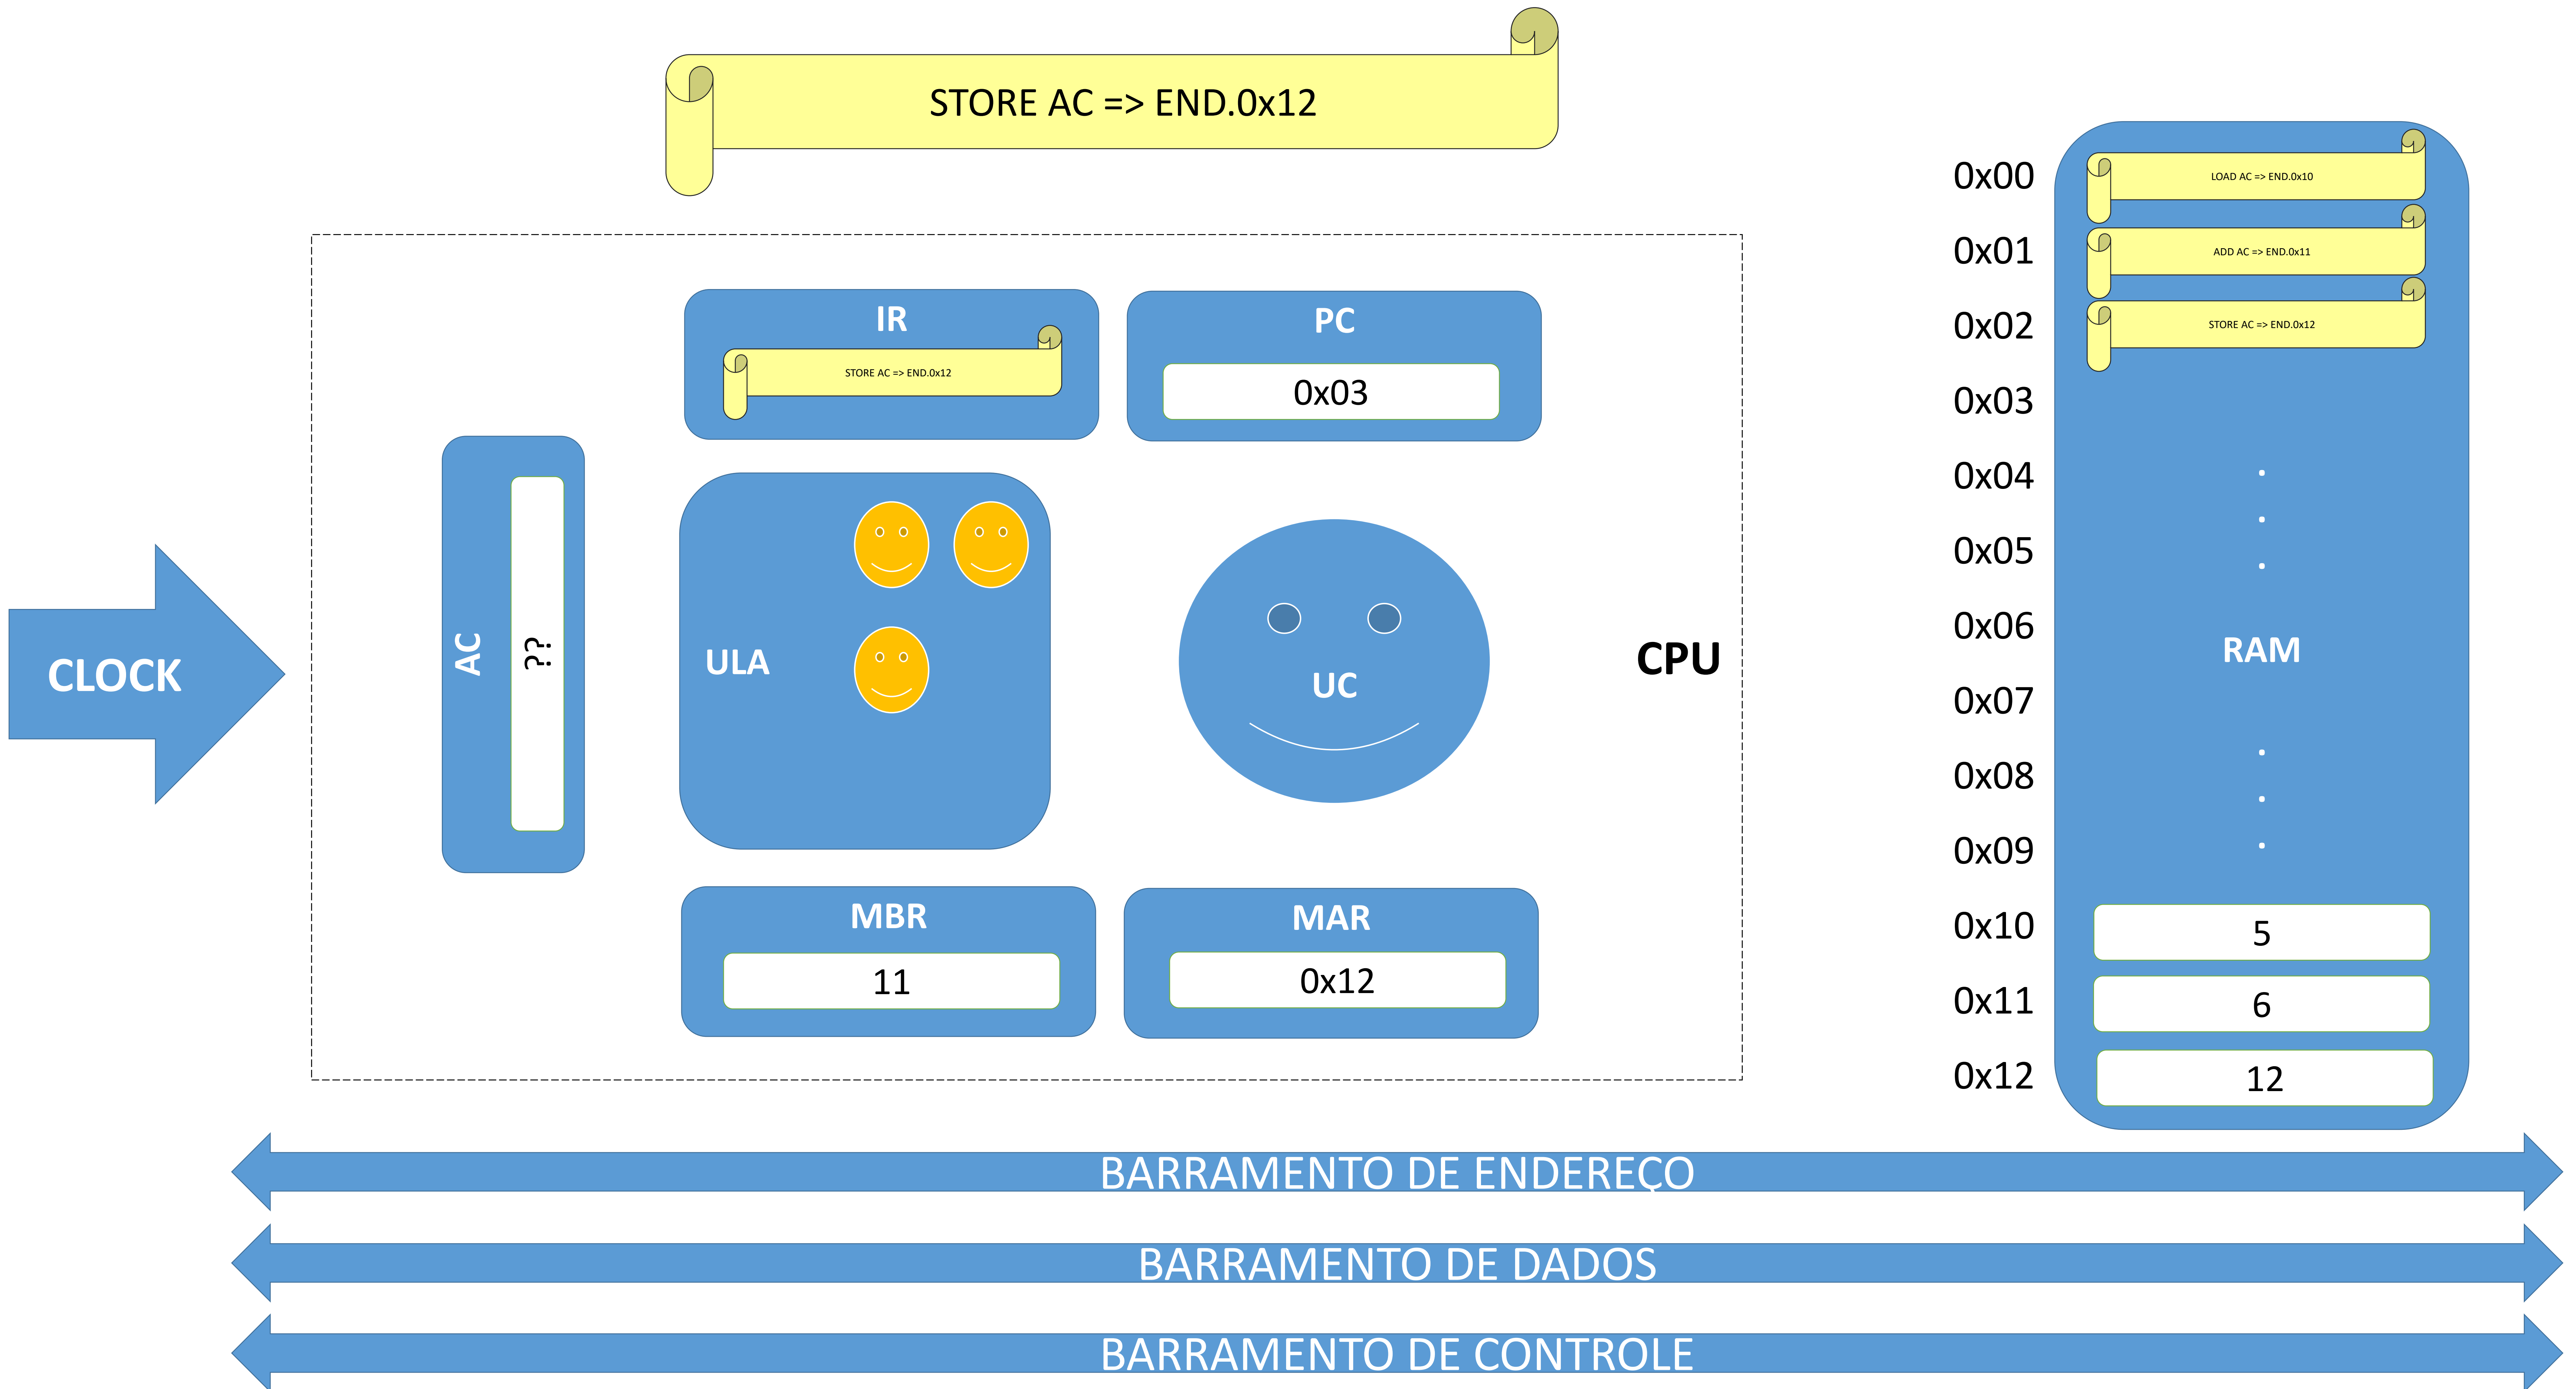 STORE AC => END.0x12
0x00
LOAD AC => END.0x10
0x01
ADD AC => END.0x11
0x02
STORE AC => END.0x12
0x03
0x04
0x05
0x06
0x07
0x08
0x09
RAM
0x10
5
0x11
6
0x12
12
IR
STORE AC => END.0x12
PC
0x03
CLOCK
AC
??
ULA
UC
CPU
MBR
11
MAR
0x12
BARRAMENTO DE ENDEREÇO
BARRAMENTO DE DADOS
BARRAMENTO DE CONTROLE